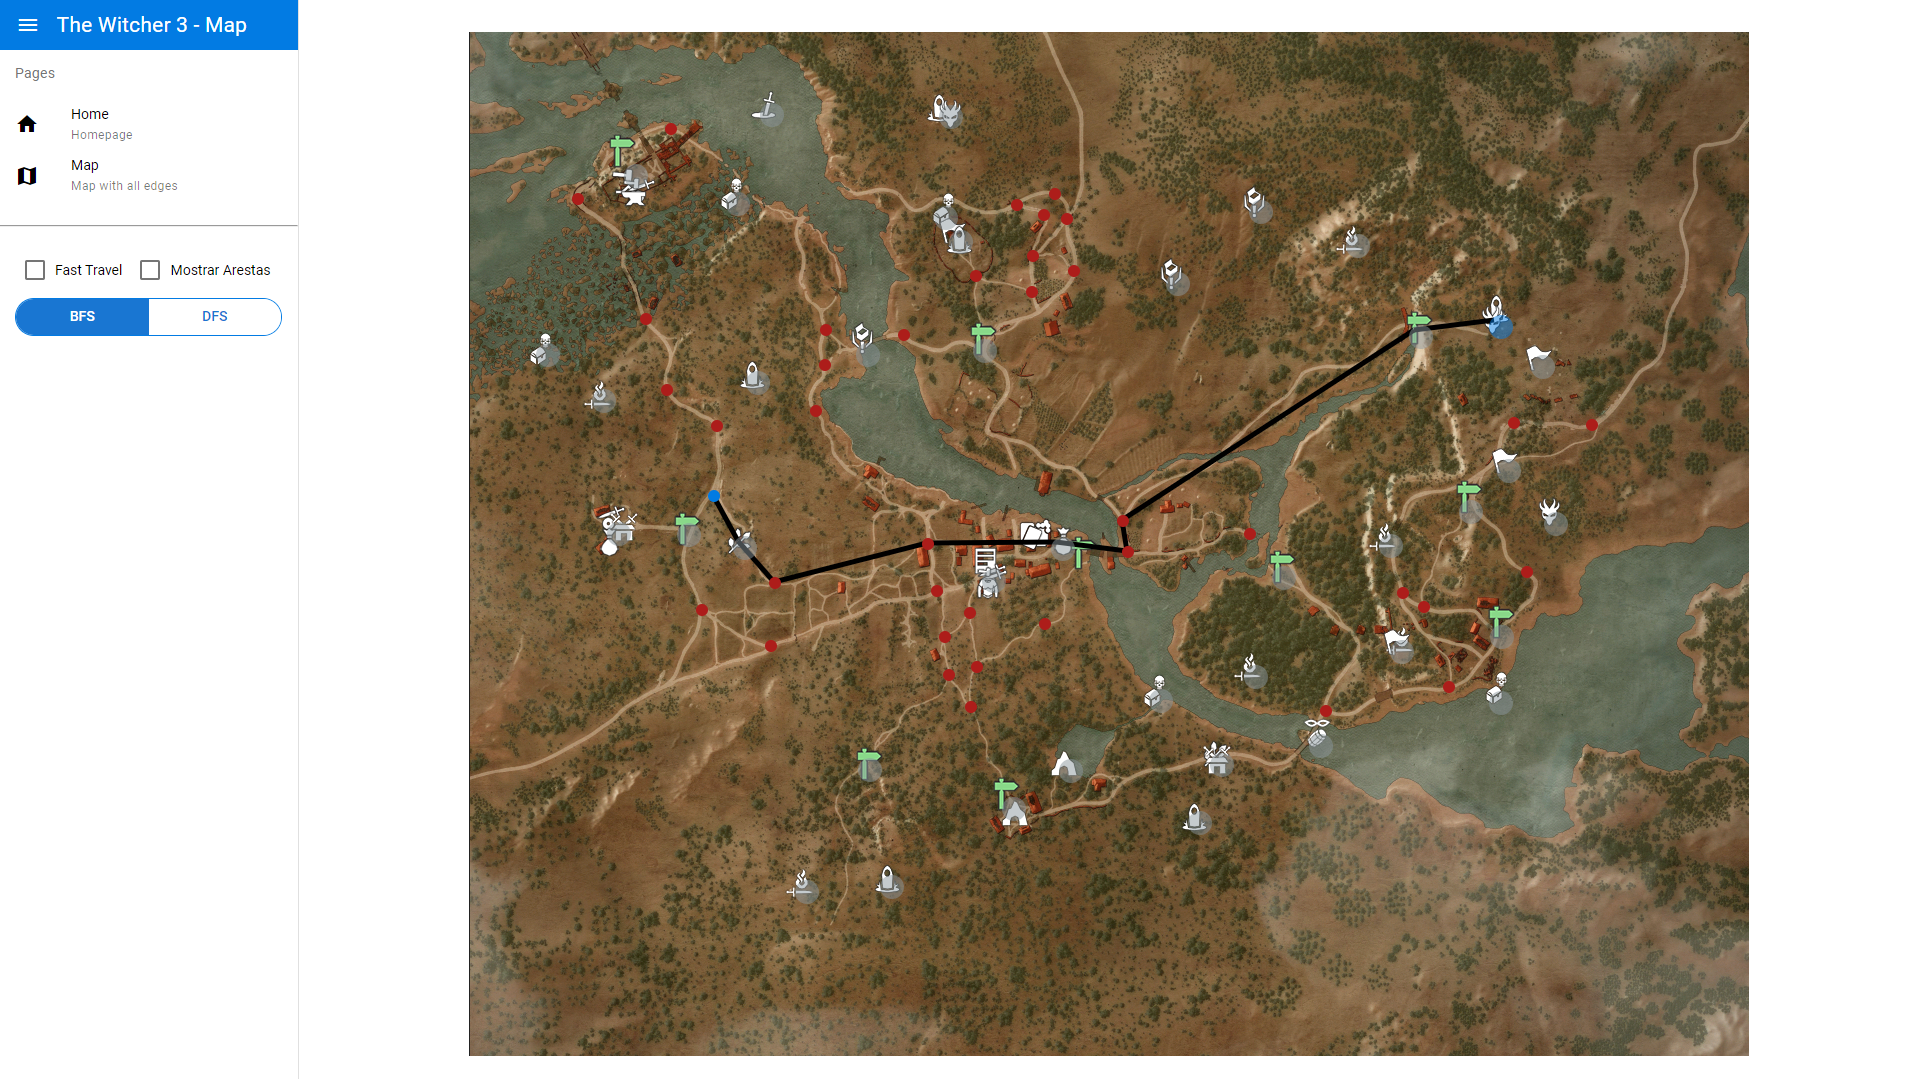 The Witcher 3 - Map
Pages
Home
Homepage
Map
Map with all edges
Fast Travel
Mostrar Arestas
BFS
DFS